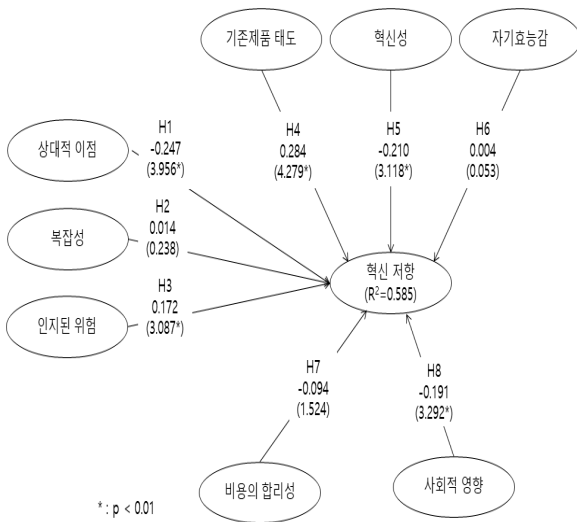 기존제품 태도
혁신성
자기효능감
H1
-0.247
(3.956*)
H4
0.284
(4.279*)
H5
-0.210
(3.118*)
H6
0.004
(0.053)
상대적 이점
H2
0.014
(0.238)
복잡성
H3
0.172
(3.087*)
인지된 위험
혁신 저항
(R²=0.585)
H7
-0.094
(1.524)
H8
-0.191
(3.292*)
비용의 합리성
사회적 영향
* : p < 0.01